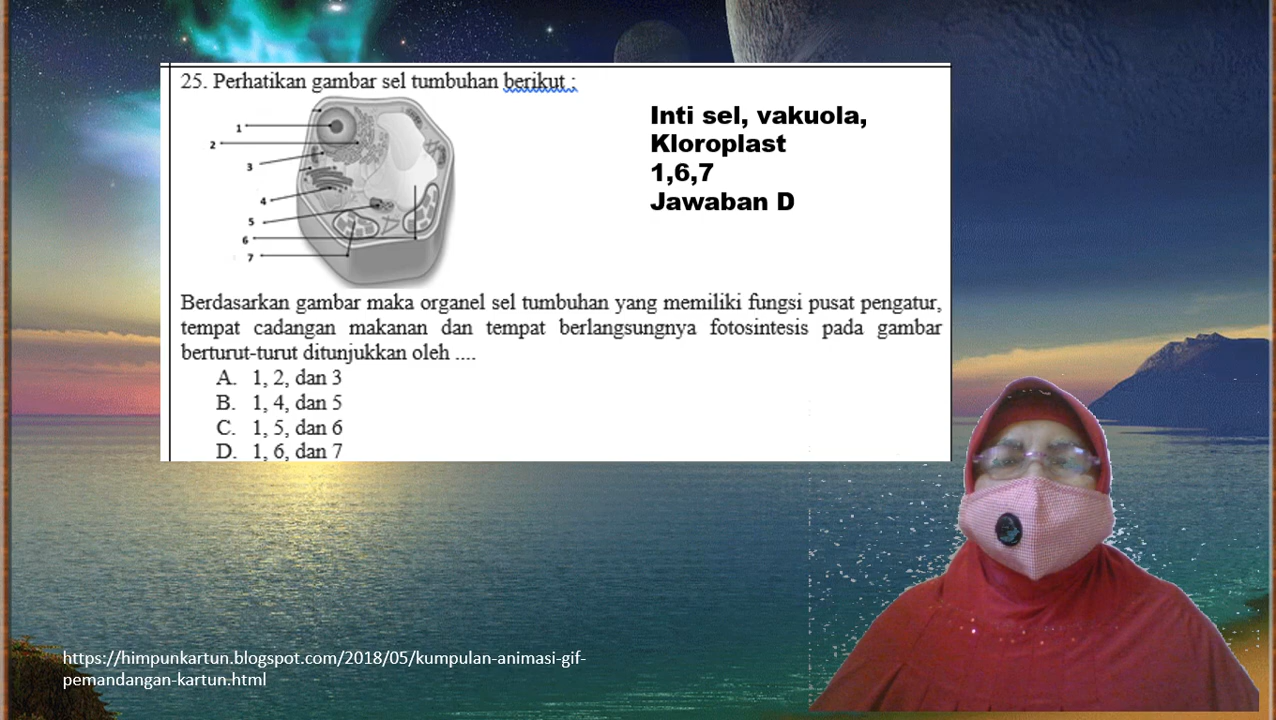 25. Perhatikan gambar sel tumbuhan berikut :
1
2
3
4
5
6
7
Inti sel, vakuola,
Kloroplast
1,6,7
Jawaban D
Berdasarkan gambar maka organel sel tumbuhan yang memiliki fungsi pusat pengatur,
tempat cadangan makanan dan tempat berlangsungnya fotosintesis pada gambar
berturut-turut ditunjukkan oleh ....
A. 1, 2, dan 3
B. 1, 4, dan 5
C. 1, 5, dan 6
D. 1, 6, dan 7
https://himpunkartun.blogspot.com/2018/05/kumpulan-animasi-gif-
pemandangan-kartun.html